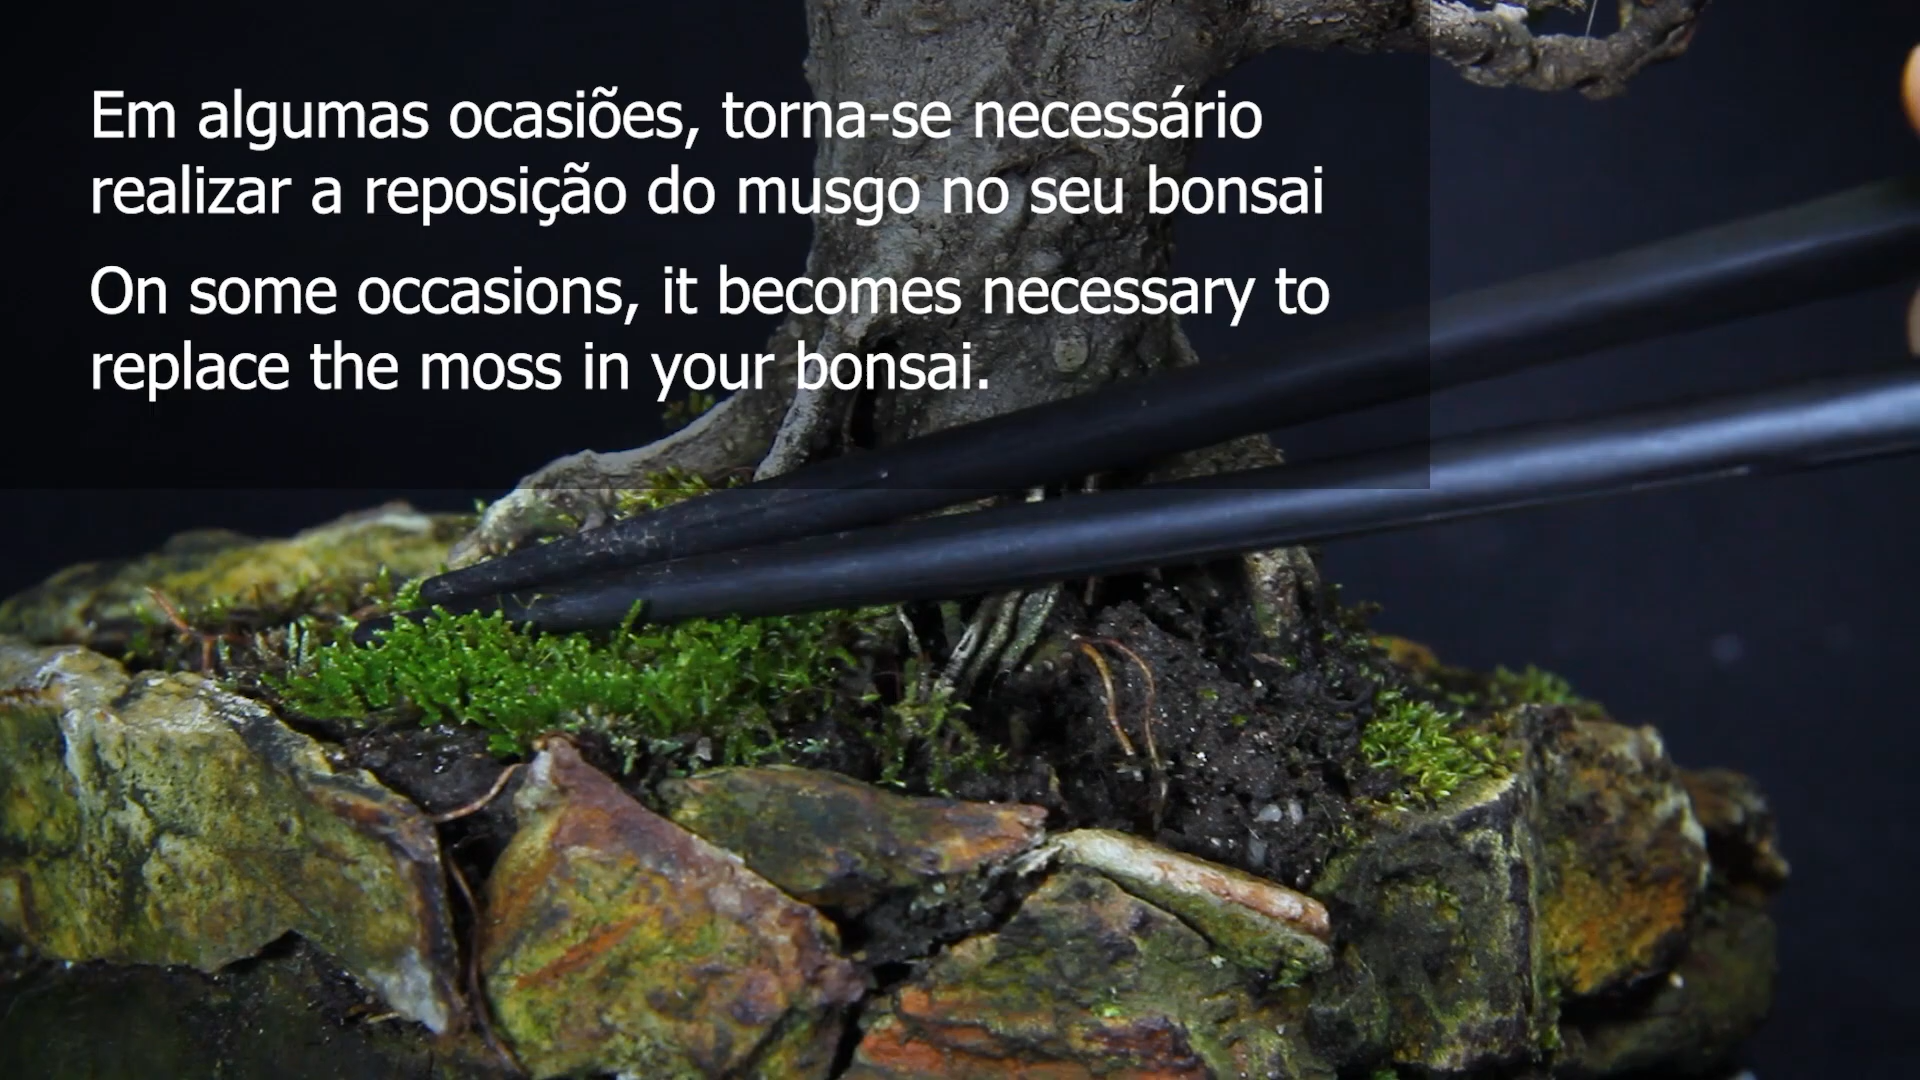 Em algumas ocasiões, torna-se necessário
realizar a reposição do musgo no seu bonsai
On some occasions, it becomes necessary to
replace the moss in your bonsai.